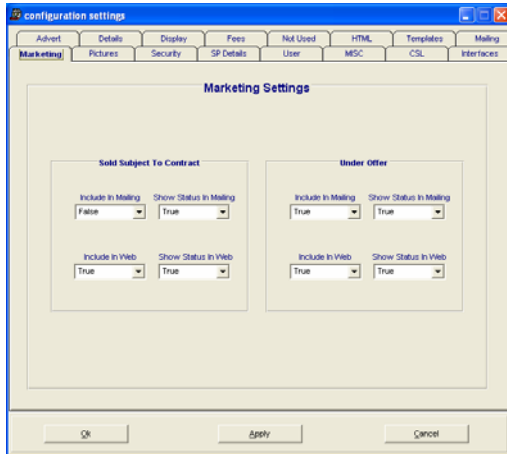 configuration settings
Advert Details Display Fees Not Used HTML Templates Mailing
Marketing Pictures Security SP Details User MISC CSL Interfaces
Marketing Settings
Sold Subject To Contract Under Offer
Include In Mailing Show Status In Mailing Include In Mailing Show Status In Mailing
False True True True
Include In Web Show Status In Web Include In Web Show Status In Web
True True True True
Ok Apply Cancel